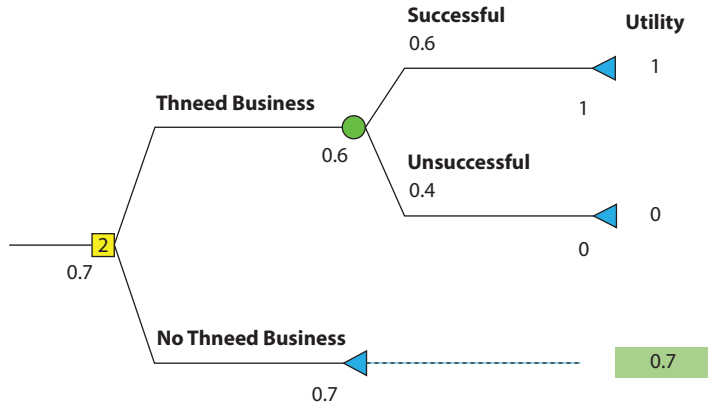 Successful
Utility
0.6
1
Thneed Business
1
0.6
Unsuccessful
0.4
0
2
0.7
0
No Thneed Business
0.7
0.7